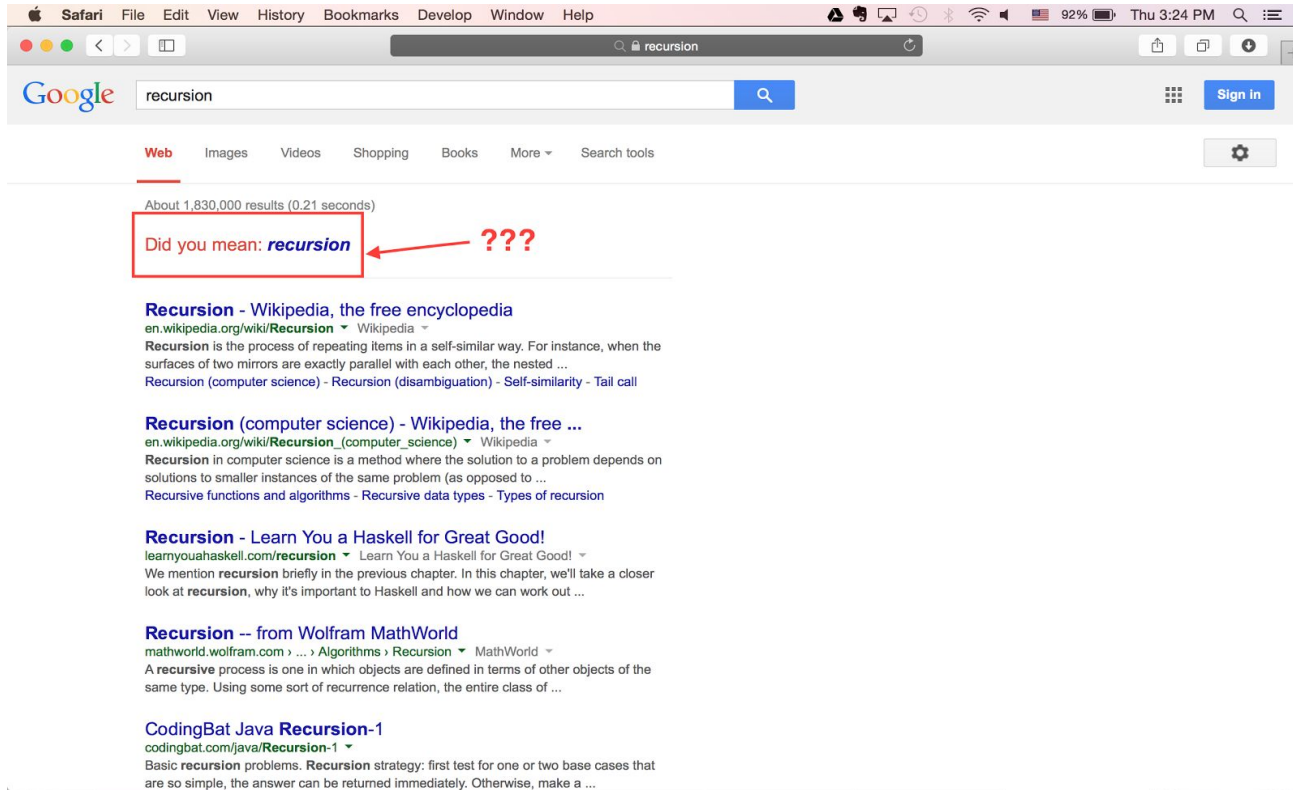 Safari File Edit View History Bookmarks Develop Window Help 92% Thu 3:24 PM
recursion
Google recursion Sign in
Web Images Videos Shopping Books More Search tools
About 1,830,000 results (0.21 seconds)
Did you mean: recursion ???
Recursion - Wikipedia, the free encyclopedia
en.wikipedia.org/wiki/Recursion Wikipedia
Recursion is the process of repeating items in a self-similar way. For instance, when the
surfaces of two mirrors are exactly parallel with each other, the nested ...
Recursion (computer science) - Recursion (disambiguation) - Self-similarity - Tail call
Recursion (computer science) - Wikipedia, the free ...
en.wikipedia.org/wiki/Recursion_(computer_science) Wikipedia
Recursion in computer science is a method where the solution to a problem depends on
solutions to smaller instances of the same problem (as opposed to ...
Recursive functions and algorithms - Recursive data types - Types of recursion
Recursion - Learn You a Haskell for Great Good!
learnyouahaskell.com/recursion Learn You a Haskell for Great Good!
We mention recursion briefly in the previous chapter. In this chapter, we'll take a closer
look at recursion, why it's important to Haskell and how we can work out ...
Recursion -- from Wolfram MathWorld
mathworld.wolfram.com › ... › Algorithms › Recursion MathWorld
A recursive process is one in which objects are defined in terms of other objects of the
same type. Using some sort of recurrence relation, the entire class of ...
CodingBat Java Recursion-1
codingbat.com/java/Recursion-1
Basic recursion problems. Recursion strategy: first test for one or two base cases that
are so simple, the answer can be returned immediately. Otherwise, make a ...